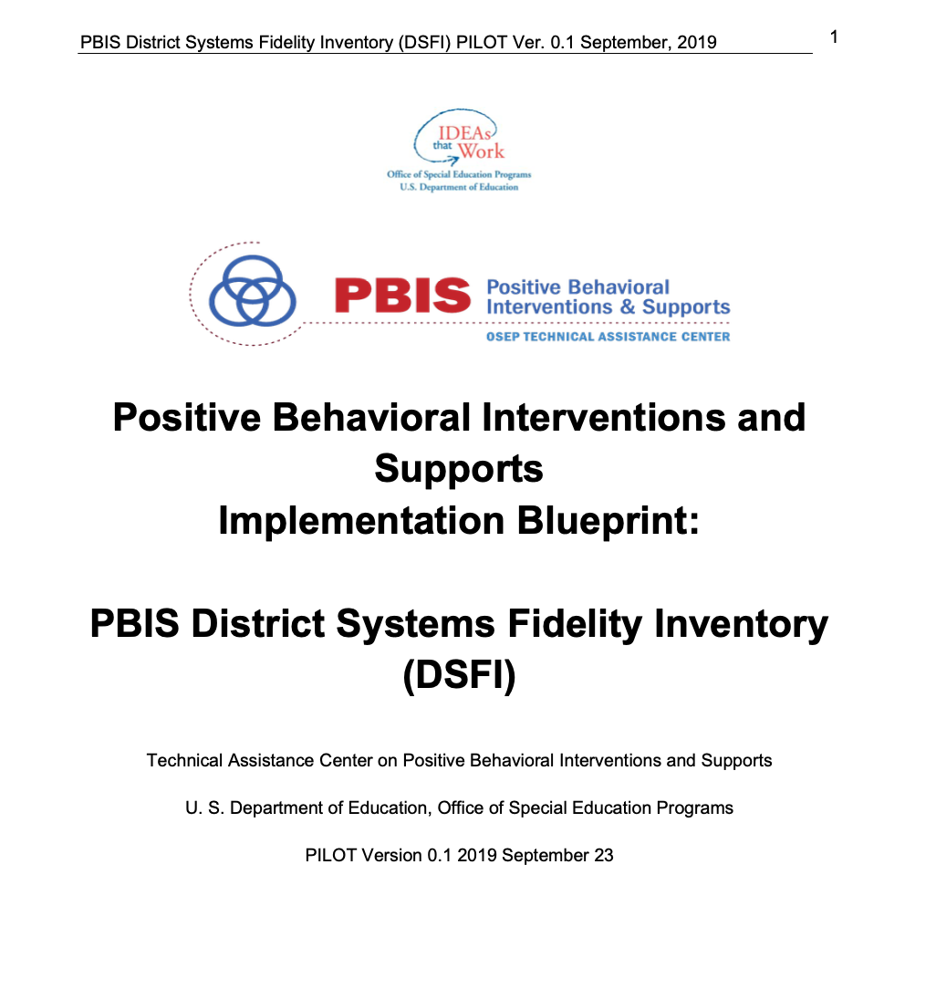 PBIS District Systems Fidelity Inventory (DSFI) PILOT Ver. 0.1 September, 2019
1
IDEAs
that Work
Office of Special Education Programs
U.S. Department of Education
PBIS
Positive Behavioral
Interventions & Supports
OSEP TECHNICAL ASSISTANCE CENTER
Positive Behavioral Interventions and
Supports
Implementation Blueprint:
PBIS District Systems Fidelity Inventory
(DSFI)
Technical Assistance Center on Positive Behavioral Interventions and Supports
U. S. Department of Education, Office of Special Education Programs
PILOT Version 0.1 2019 September 23